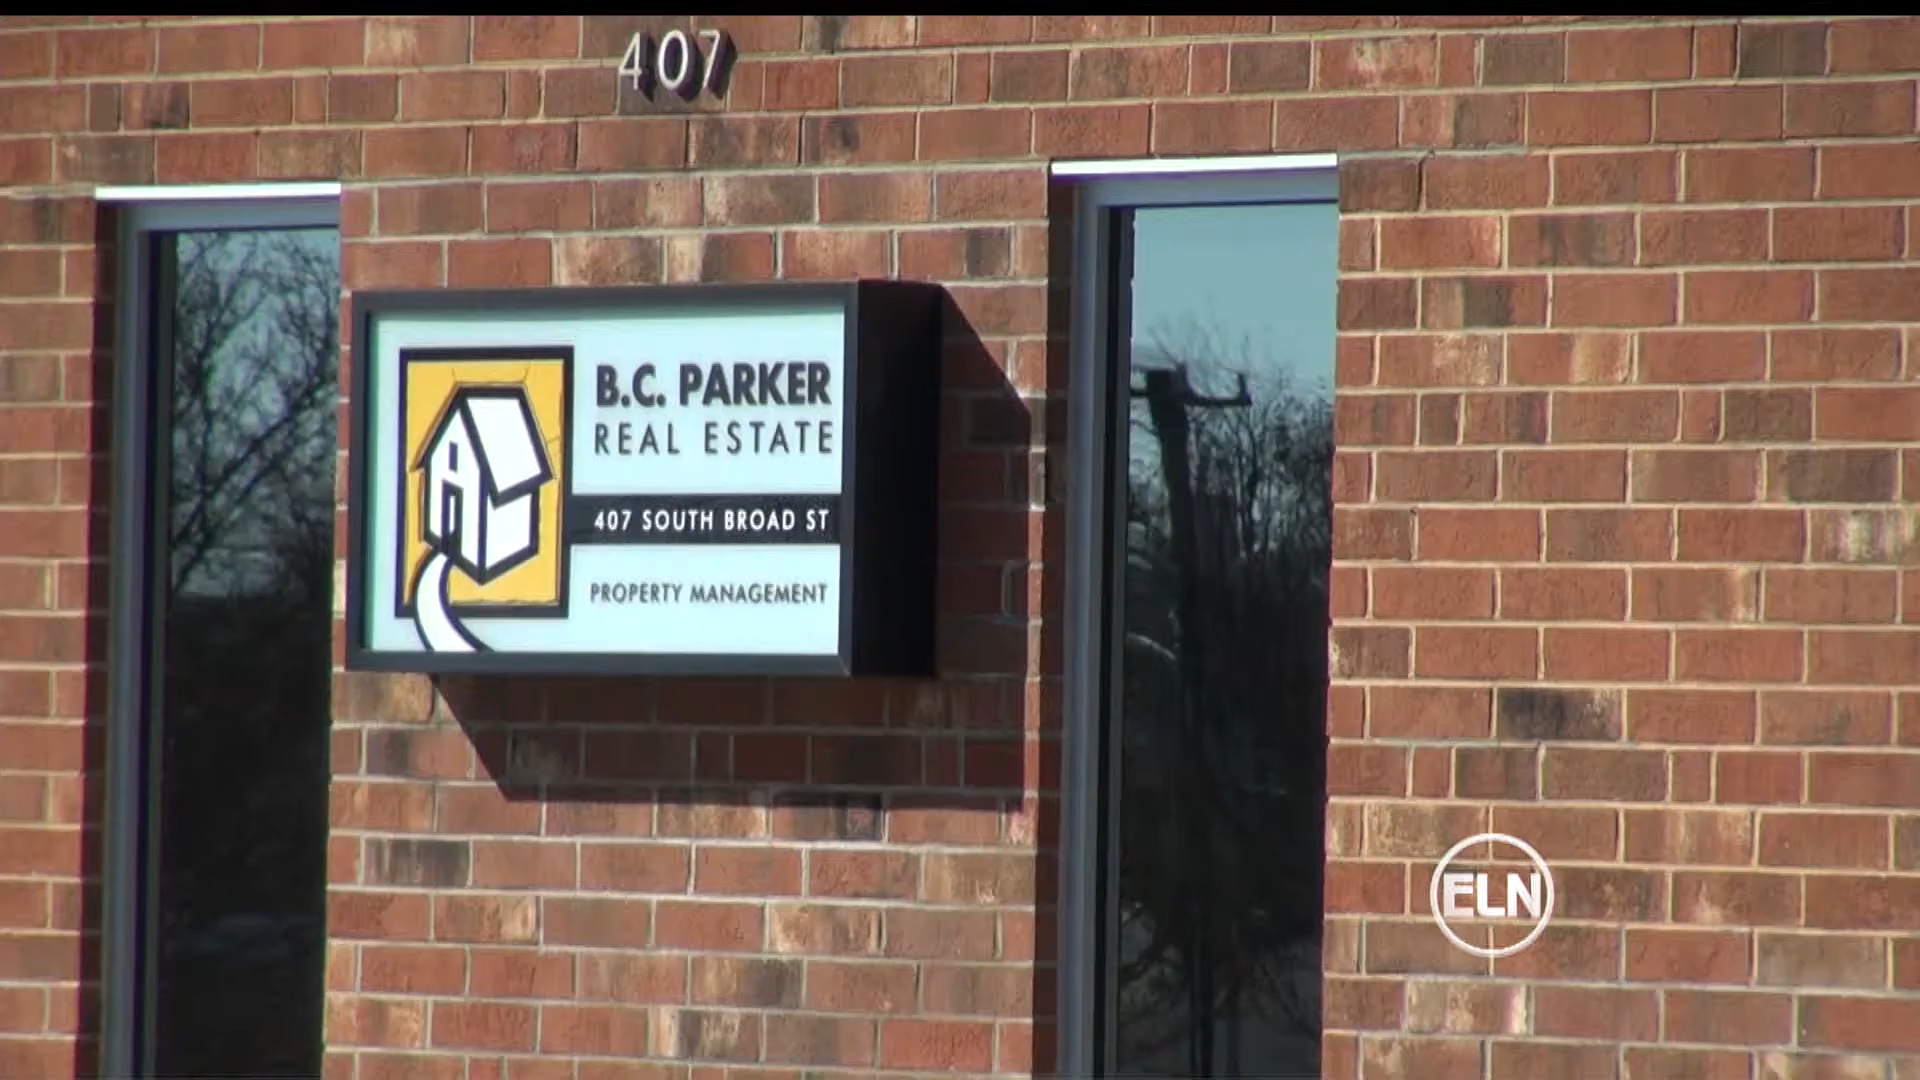 407
B.C. PARKER
REAL ESTATE
407 SOUTH BROAD ST
PROPERTY MANAGEMENT
ELN